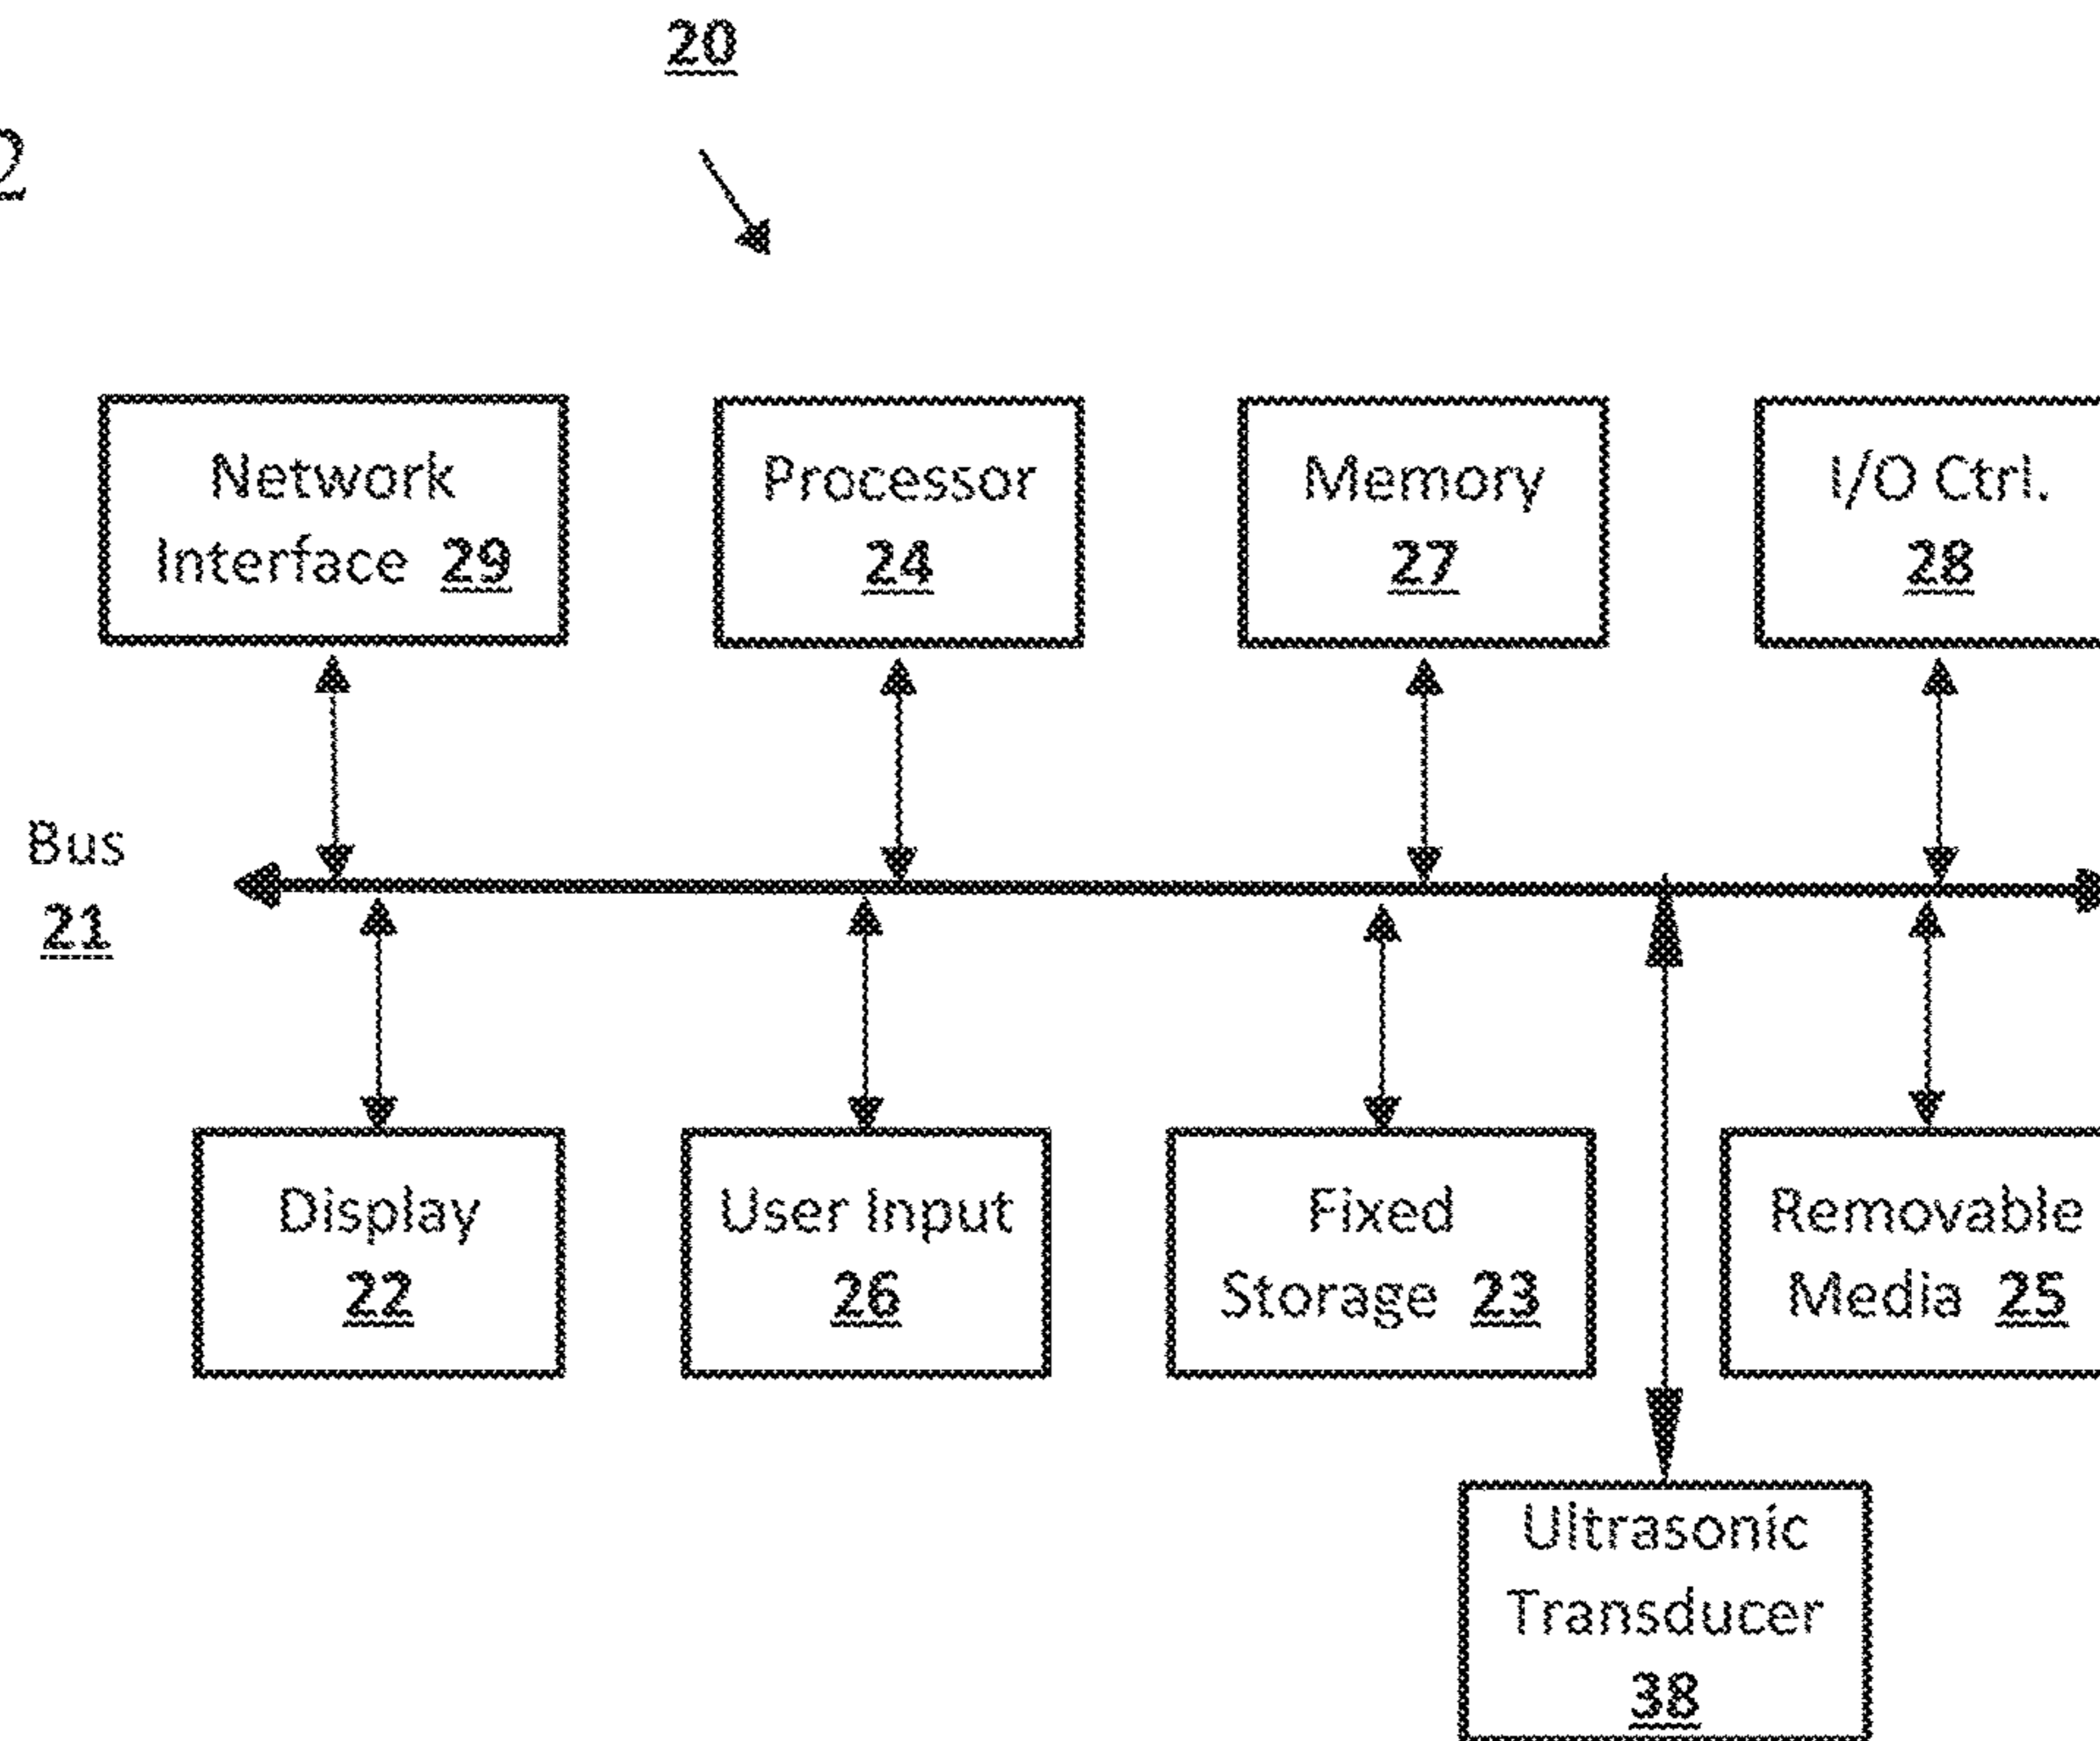 20
2
Network
Interface 29
Processor
24
Memory
27
I/O Ctrl.
28
Bus
21
Display
22
User Input
26
Fixed
Storage 23
Removable
Media 25
Ultrasonic
Transducer
38